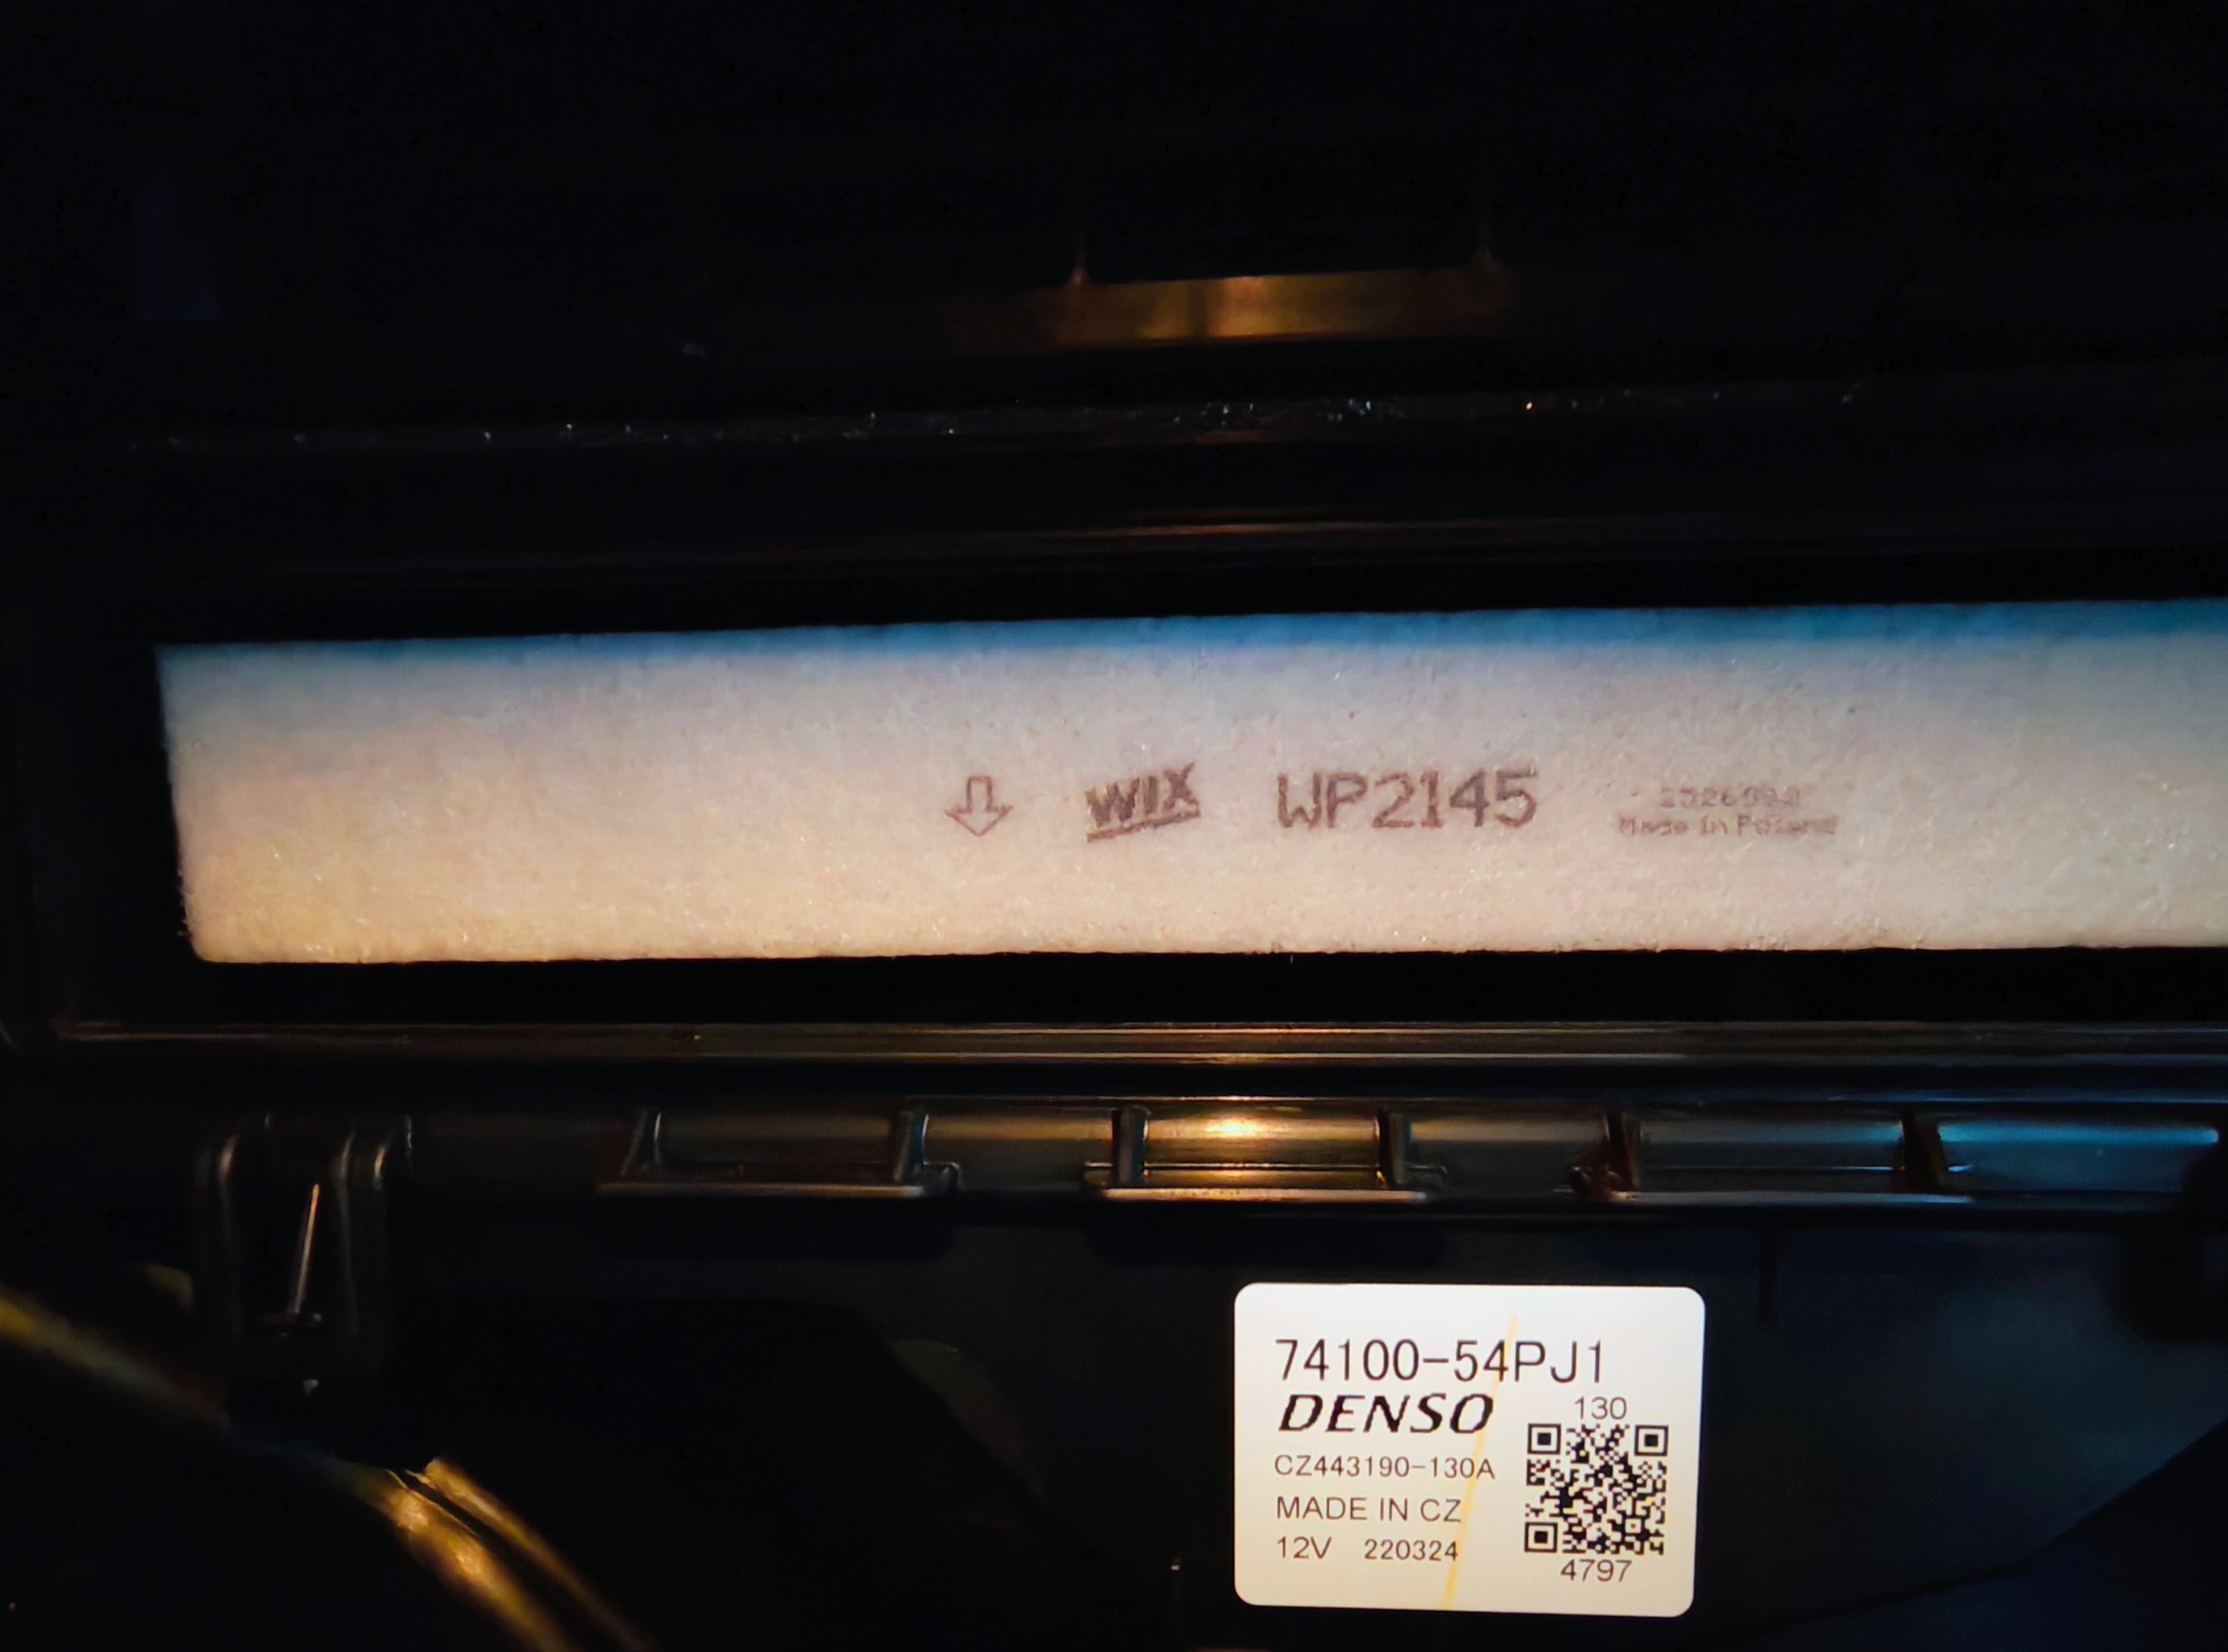 WIX WP2145
Made in Poland
74100-54PJ1
DENSO
130
CZ443190-130A
MADE IN CZ
12V 220324
4797